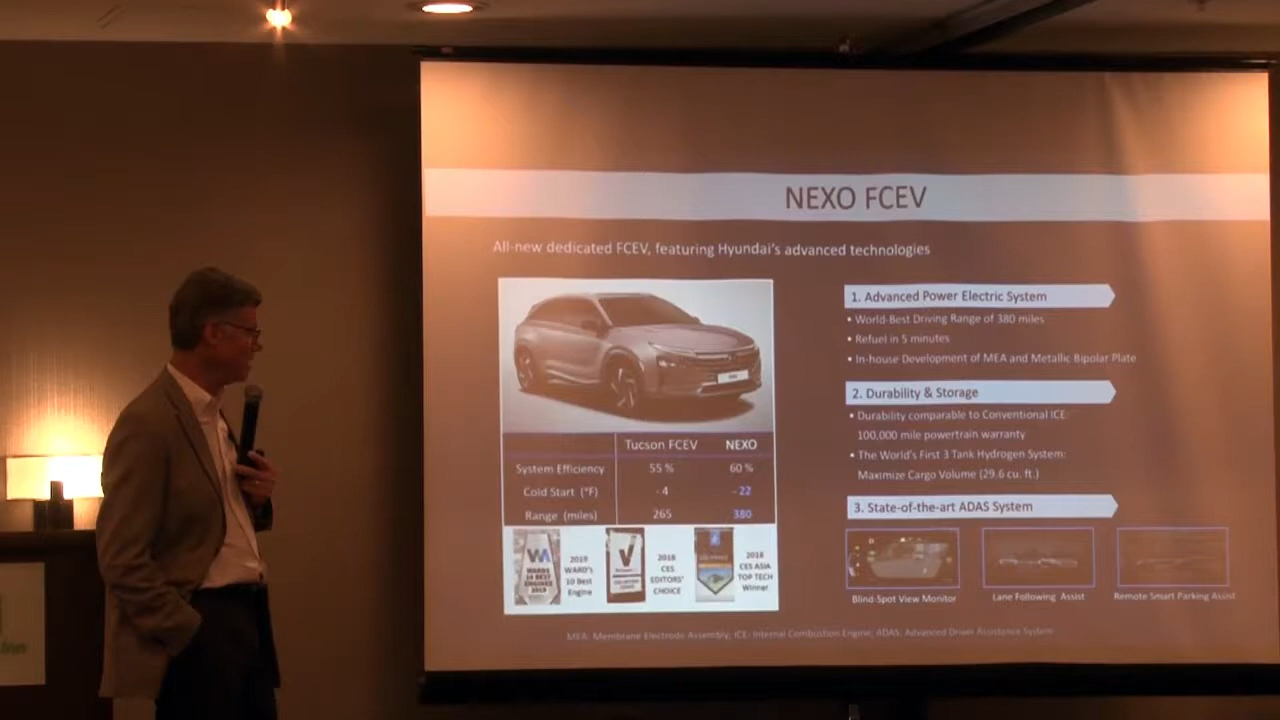 NEXO FCEV
All-new dedicated FCEV, featuring Hyundai's advanced technologies
Tucson FCEV NEXO
System Efficiency 55 % 60 %
Cold Start (°F) - 4 - 22
Range (miles) 265 380
WARDS
10 BEST
ENGINES
2019
2019
WARD's
10 Best
Engine
V
2018
CES
EDITORS'
CHOICE
2018
CES ASIA
TOP TECH
Winner
1. Advanced Power Electric System
• World-Best Driving Range of 380 miles
• Refuel in 5 minutes
• In-house Development of MEA and Metallic Bipolar Plate
2. Durability & Storage
• Durability comparable to Conventional ICE:
100,000 mile powertrain warranty
• The World's First 3 Tank Hydrogen System:
Maximize Cargo Volume (29.6 cu. ft.)
3. State-of-the-art ADAS System
Blind-Spot View Monitor
Lane Following Assist
Remote Smart Parking Assist
MEA: Membrane Electrode Assembly, ICE: Internal Combustion Engine, ADAS: Advanced Driver Assistance System
Inn